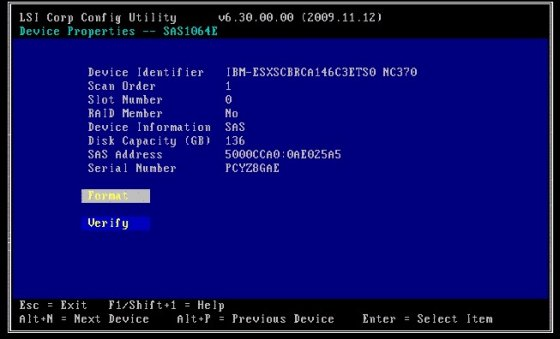 LSI Corp Config Utility v6.30.00.00 (2009.11.12)
Device Properties -- SAS1064E
Device Identifier IBM-ESXSCBRCA146C3ETS0 NC370
Scan Order 1
Slot Number 0
RAID Member No
Device Information SAS
Disk Capacity (GB) 136
SAS Address 5000CCA0:0AE025A5
Serial Number PCYZ8GAE
Format
Verify
Esc = Exit F1/Shift+1 = Help
Alt+N = Next Device Alt+P = Previous Device Enter = Select Item